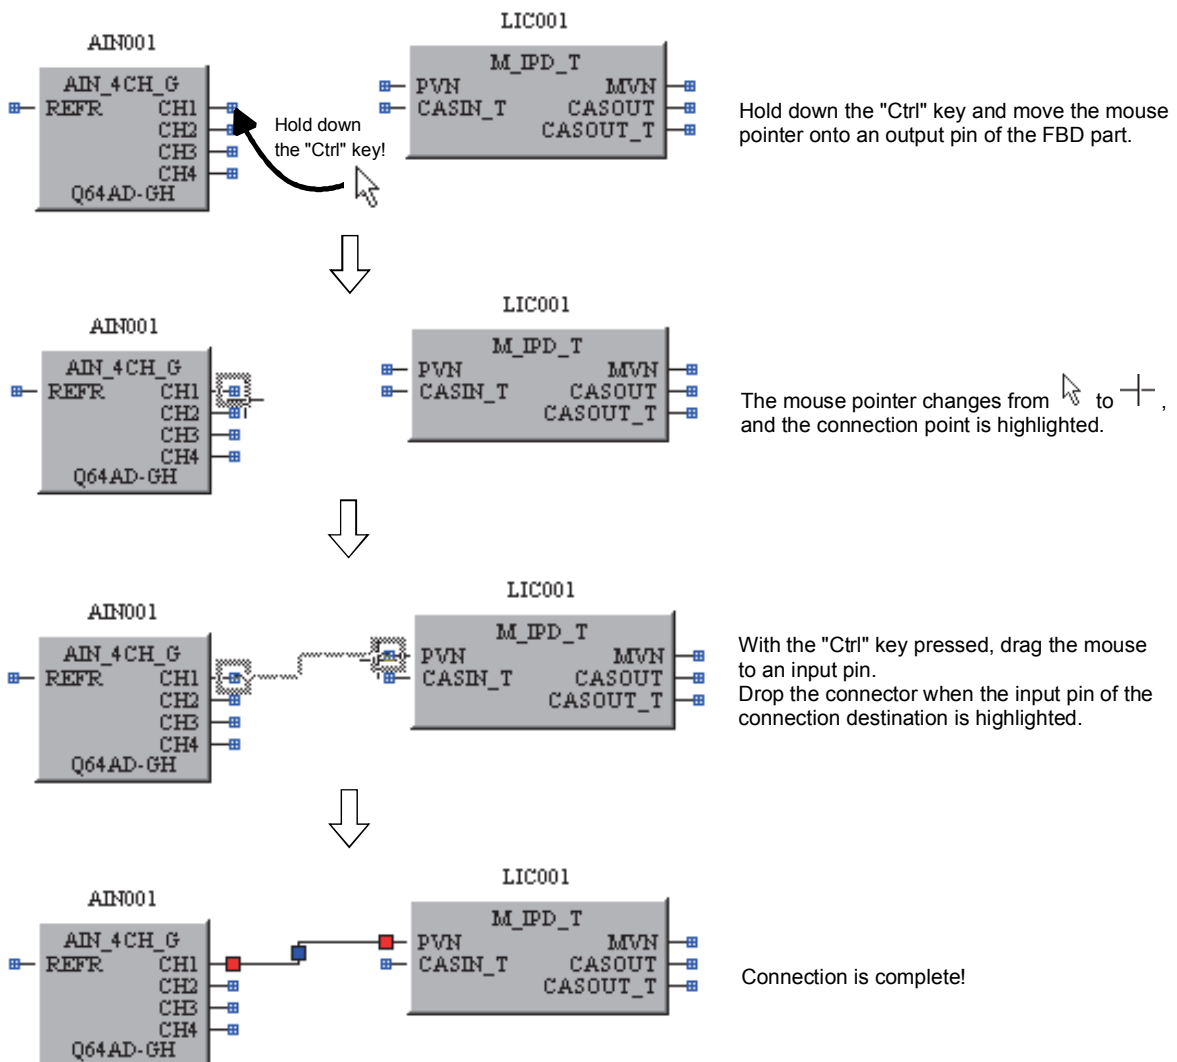 AIN001
AIN_4CH_G
REFR CH1
CH2
CH3
CH4
Q64AD-GH
Hold down
the "Ctrl" key!
LIC001
M_IPD_T
PVN MVN
CASIN_T CASOUT
CASOUT_T
Hold down the "Ctrl" key and move the mouse
pointer onto an output pin of the FBD part.
AIN001
AIN_4CH_G
REFR CH1
CH2
CH3
CH4
Q64AD-GH
LIC001
M_IPD_T
PVN MVN
CASIN_T CASOUT
CASOUT_T
The mouse pointer changes from to ,
and the connection point is highlighted.
AIN001
AIN_4CH_G
REFR CH1
CH2
CH3
CH4
Q64AD-GH
LIC001
M_IPD_T
PVN MVN
CASIN_T CASOUT
CASOUT_T
With the "Ctrl" key pressed, drag the mouse
to an input pin.
Drop the connector when the input pin of the
connection destination is highlighted.
AIN001
AIN_4CH_G
REFR CH1
CH2
CH3
CH4
Q64AD-GH
LIC001
M_IPD_T
PVN MVN
CASIN_T CASOUT
CASOUT_T
Connection is complete!